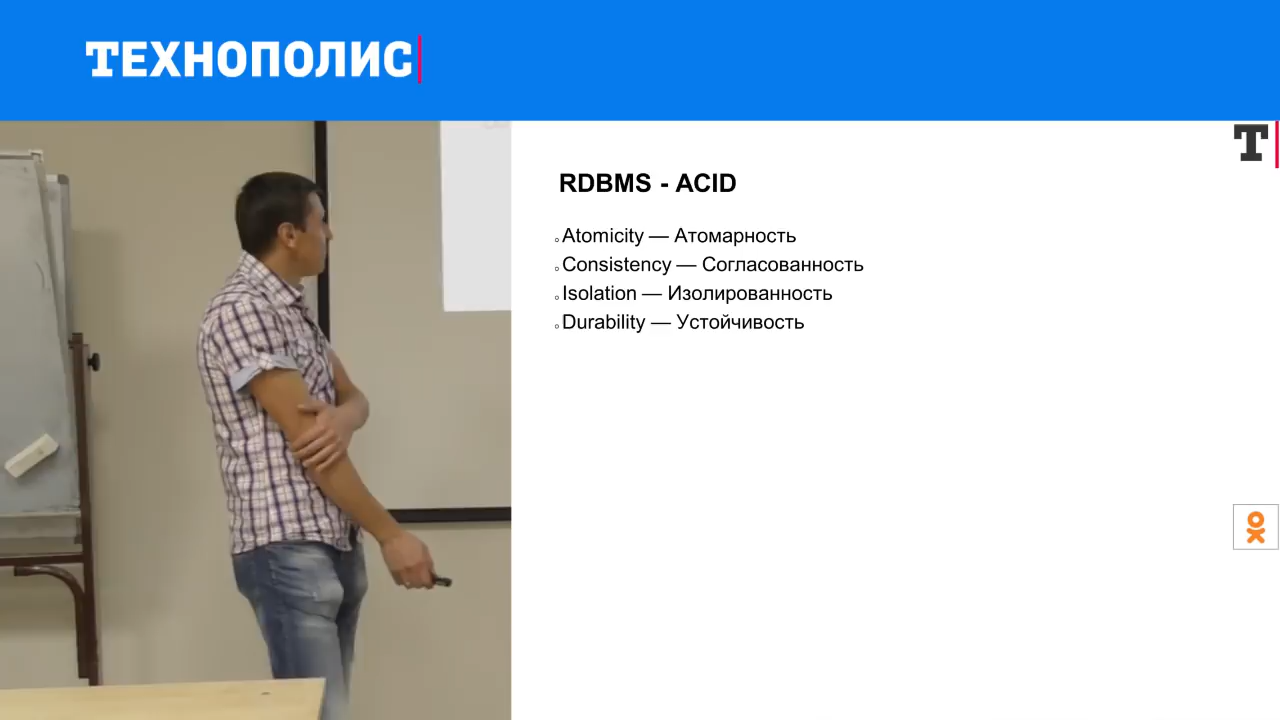 ТЕХНОПОЛИС
Т
RDBMS - ACID
Atomicity — Атомарность
Consistency — Согласованность
Isolation — Изолированность
Durability — Устойчивость